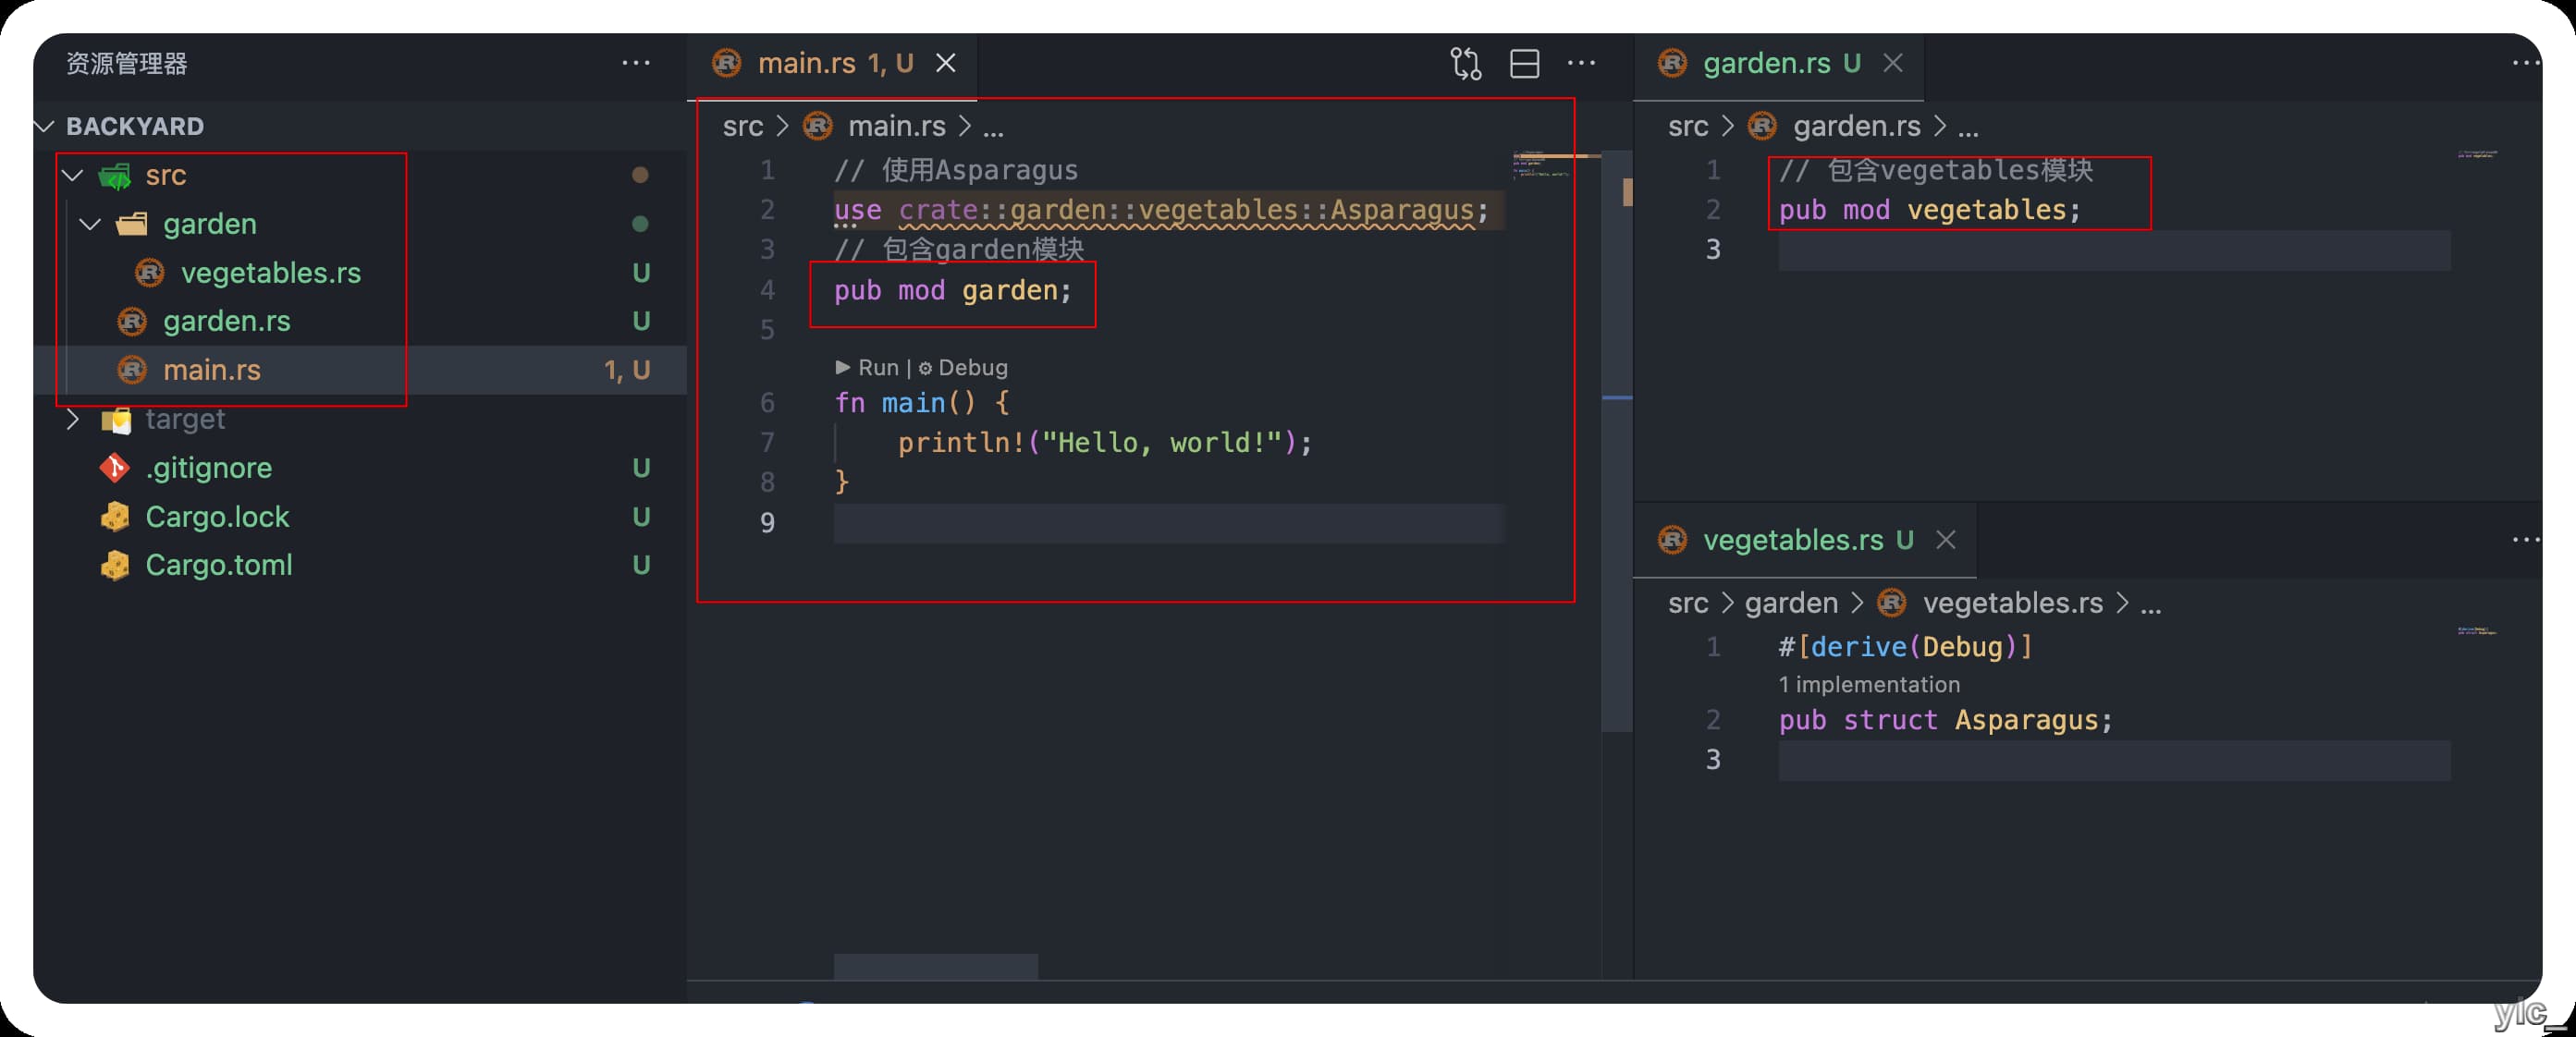 资源管理器
BACKYARD
src
garden
vegetables.rs U
garden.rs U
main.rs 1, U
target
.gitignore U
Cargo.lock U
Cargo.toml U
main.rs 1, U
src > main.rs > ...
1 // 使用Asparagus
2 use crate::garden::vegetables::Asparagus;
3 // 包含garden模块
4 pub mod garden;
5
Run | Debug
6 fn main() {
7 println!("Hello, world!");
8 }
9
garden.rs U
src > garden.rs > ...
1 // 包含vegetables模块
2 pub mod vegetables;
3
vegetables.rs U
src > garden > vegetables.rs > ...
1 #[derive(Debug)]
1 implementation
2 pub struct Asparagus;
3
ylc_